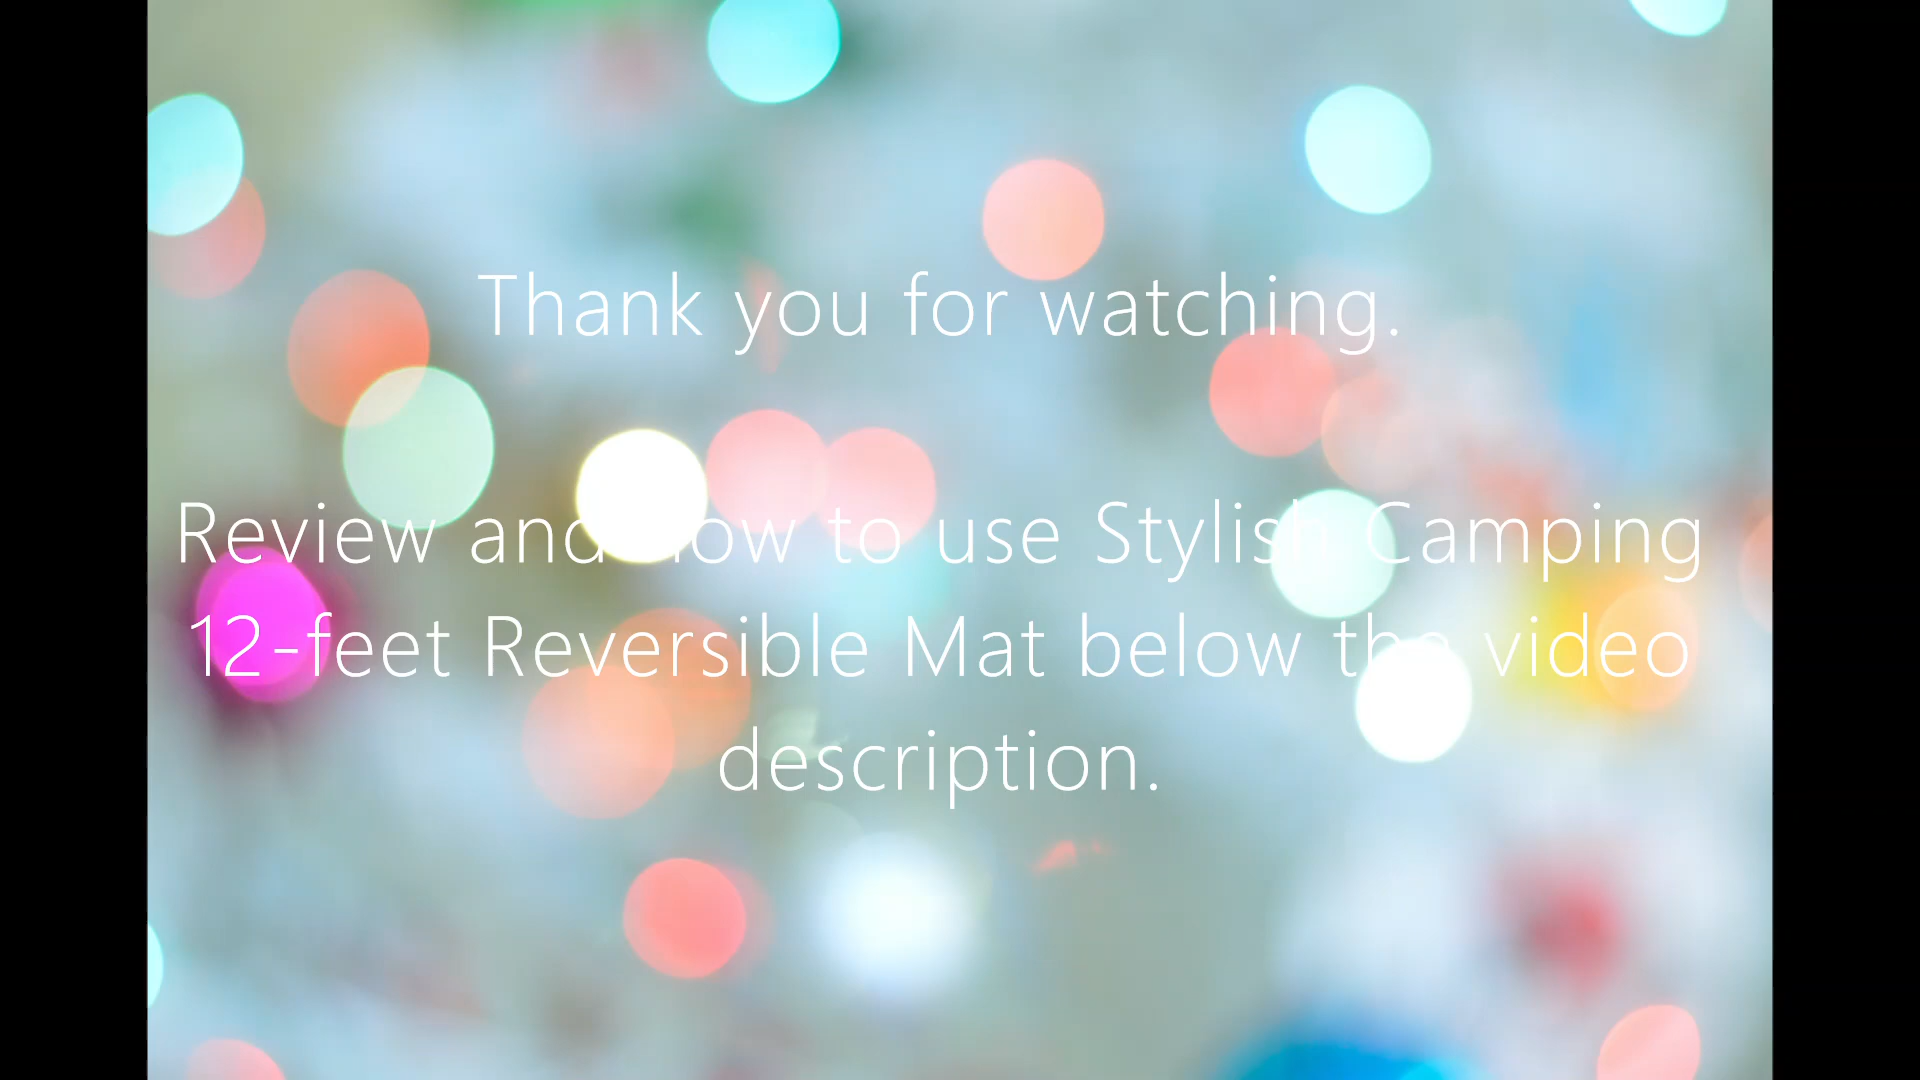 Thank you for watching.
Review and how to use Stylish Camping
12-feet Reversible Mat below the video
description.